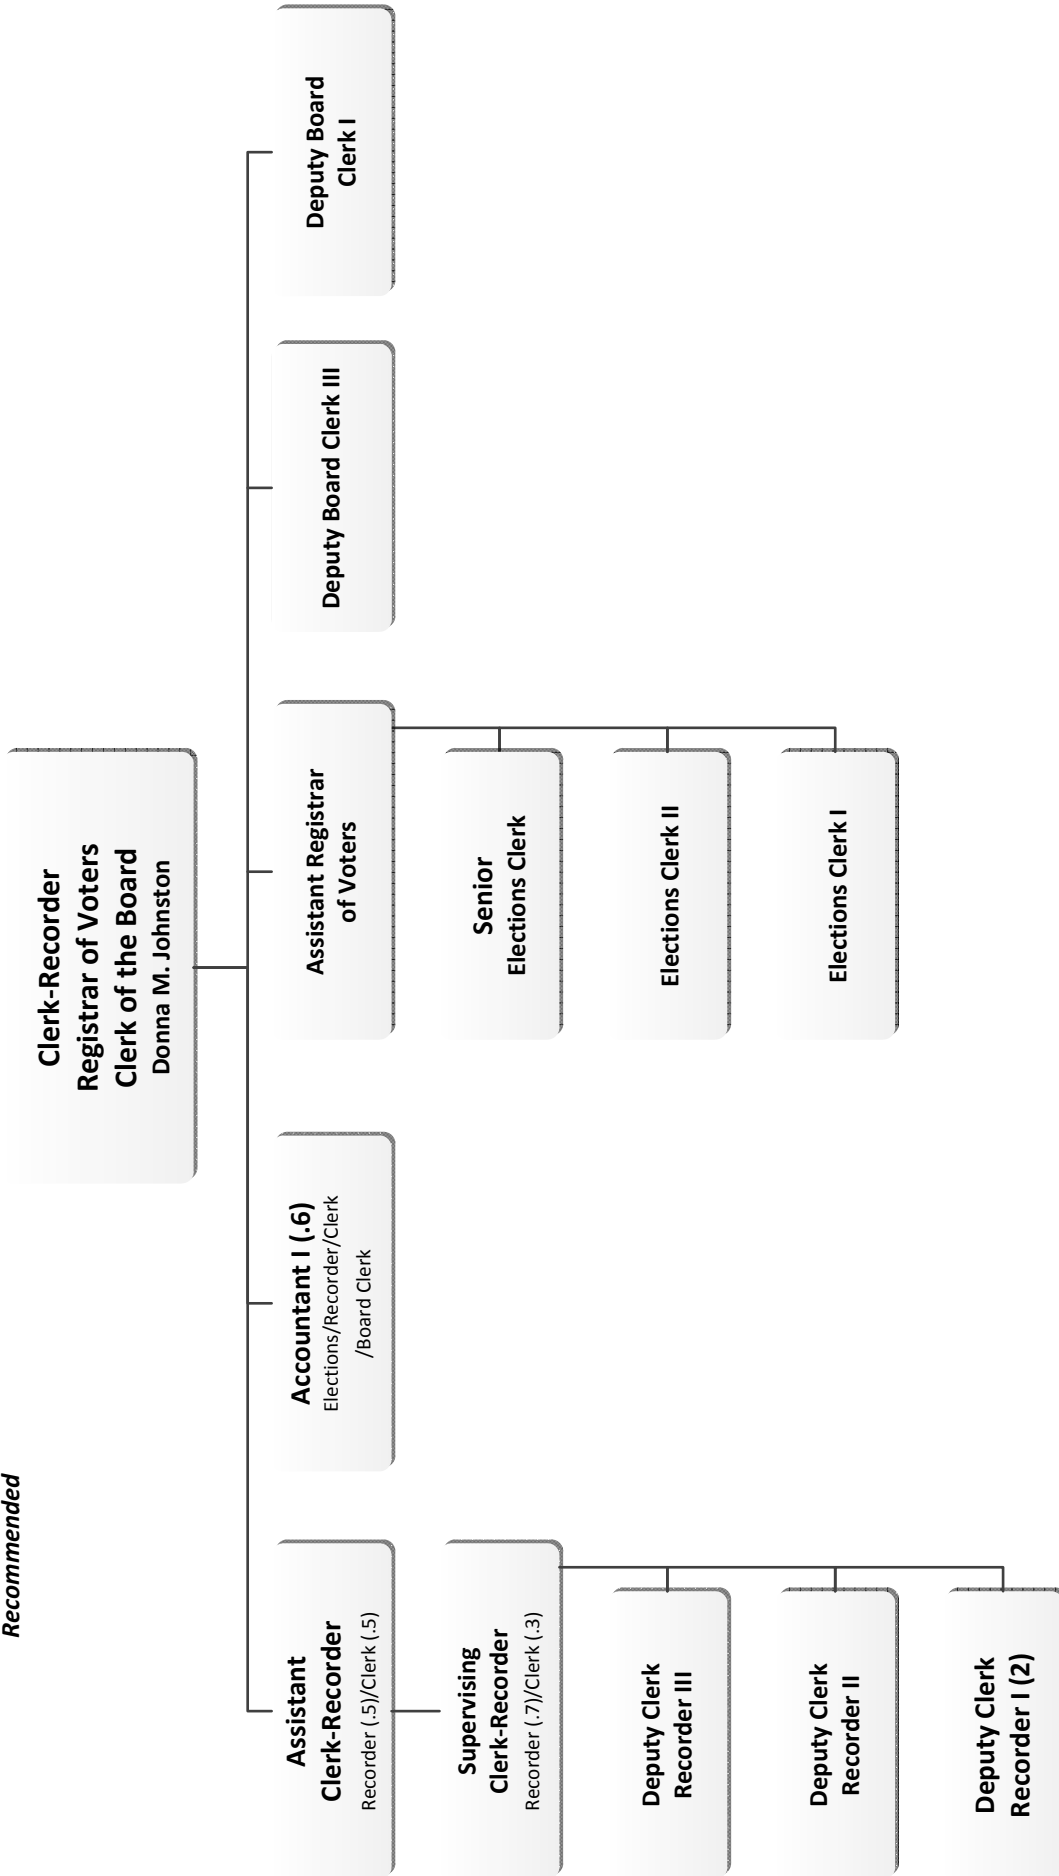 Recommended
Clerk-Recorder
Registrar of Voters
Clerk of the Board
Donna M. Johnston
Assistant
Clerk-Recorder
Recorder (.5)/Clerk (.5)
Supervising
Clerk-Recorder
Recorder (.7)/Clerk (.3)
Deputy Clerk
Recorder III
Deputy Clerk
Recorder II
Deputy Clerk
Recorder I (2)
Accountant I (.6)
Elections/Recorder/Clerk
/Board Clerk
Assistant Registrar
of Voters
Senior
Elections Clerk
Elections Clerk II
Elections Clerk I
Deputy Board Clerk III
Deputy Board
Clerk I